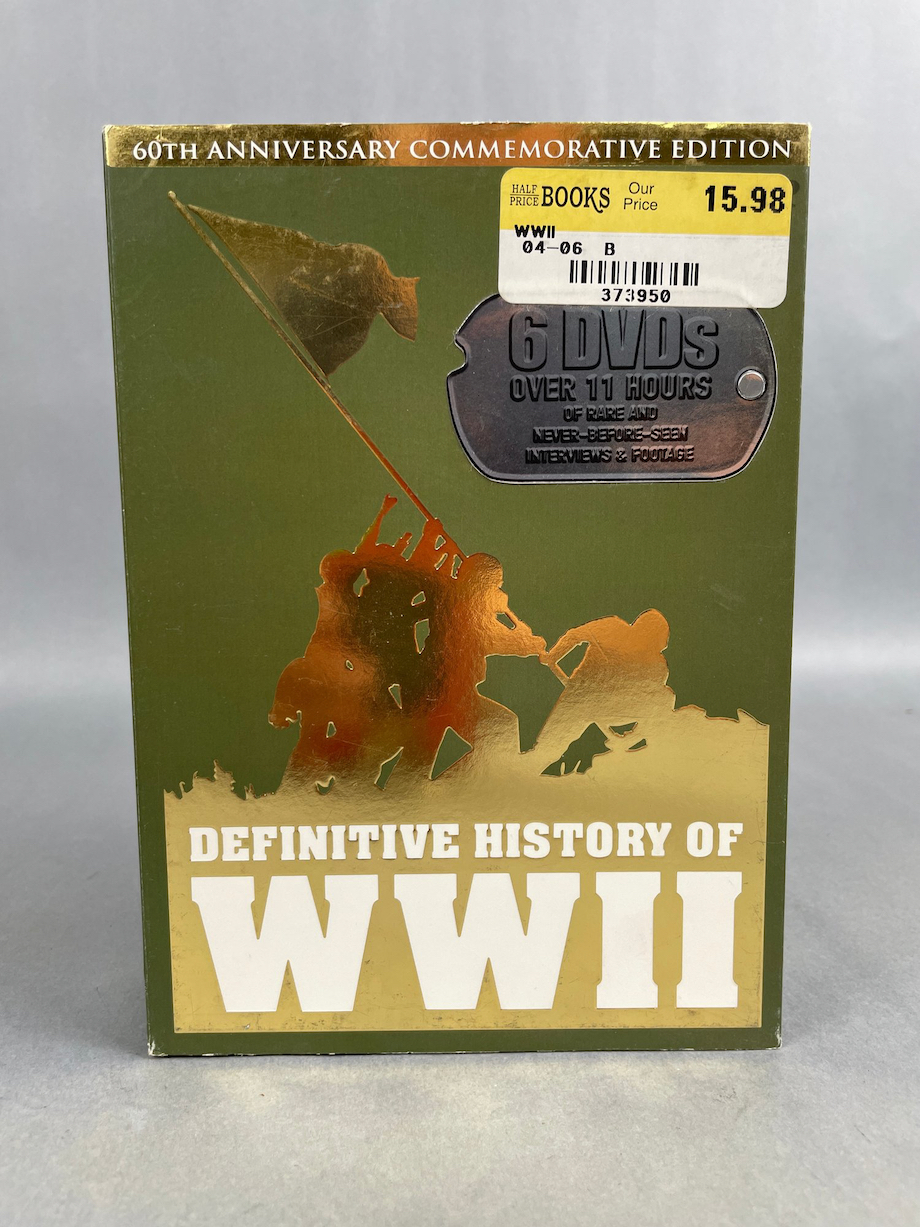 60TH ANNIVERSARY COMMEMORATIVE EDITION
HALF PRICE BOOKS Our Price 15.98
WWII
04-06 B
373950
6 DVDs
OVER 11 HOURS
OF RARE AND
NEVER-BEFORE-SEEN
INTERVIEWS & FOOTAGE
DEFINITIVE HISTORY OF
WWII